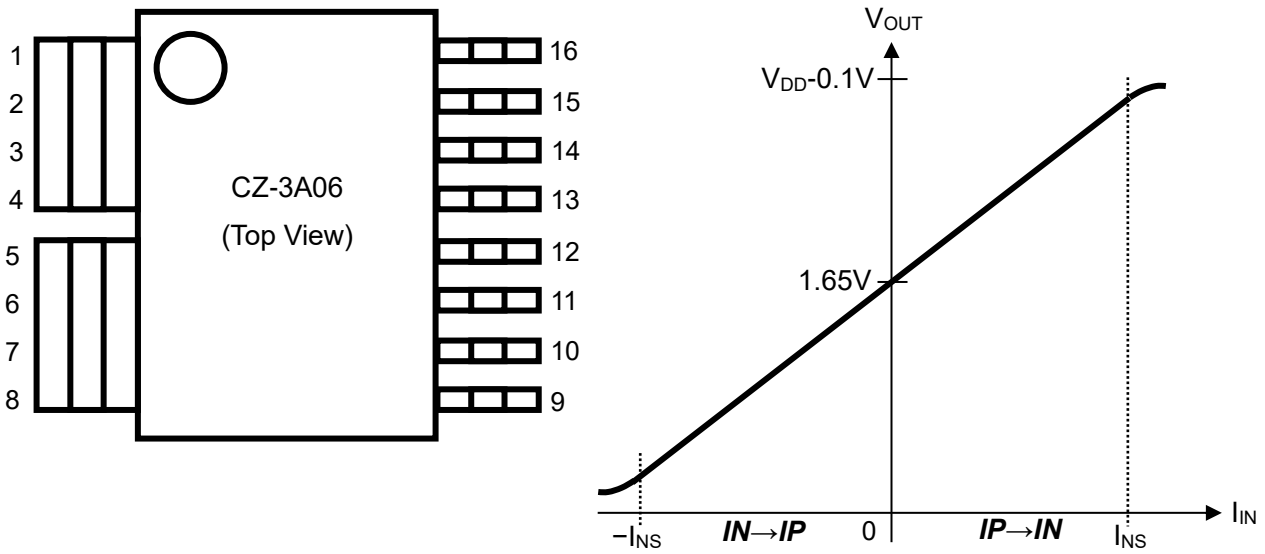 1
2
3
4
5
6
7
8
CZ-3A06
(Top View)
16
15
14
13
12
11
10
9
VOUT
VDD-0.1V
1.65V
IIN
−INS
IN→IP
0
IP→IN
INS